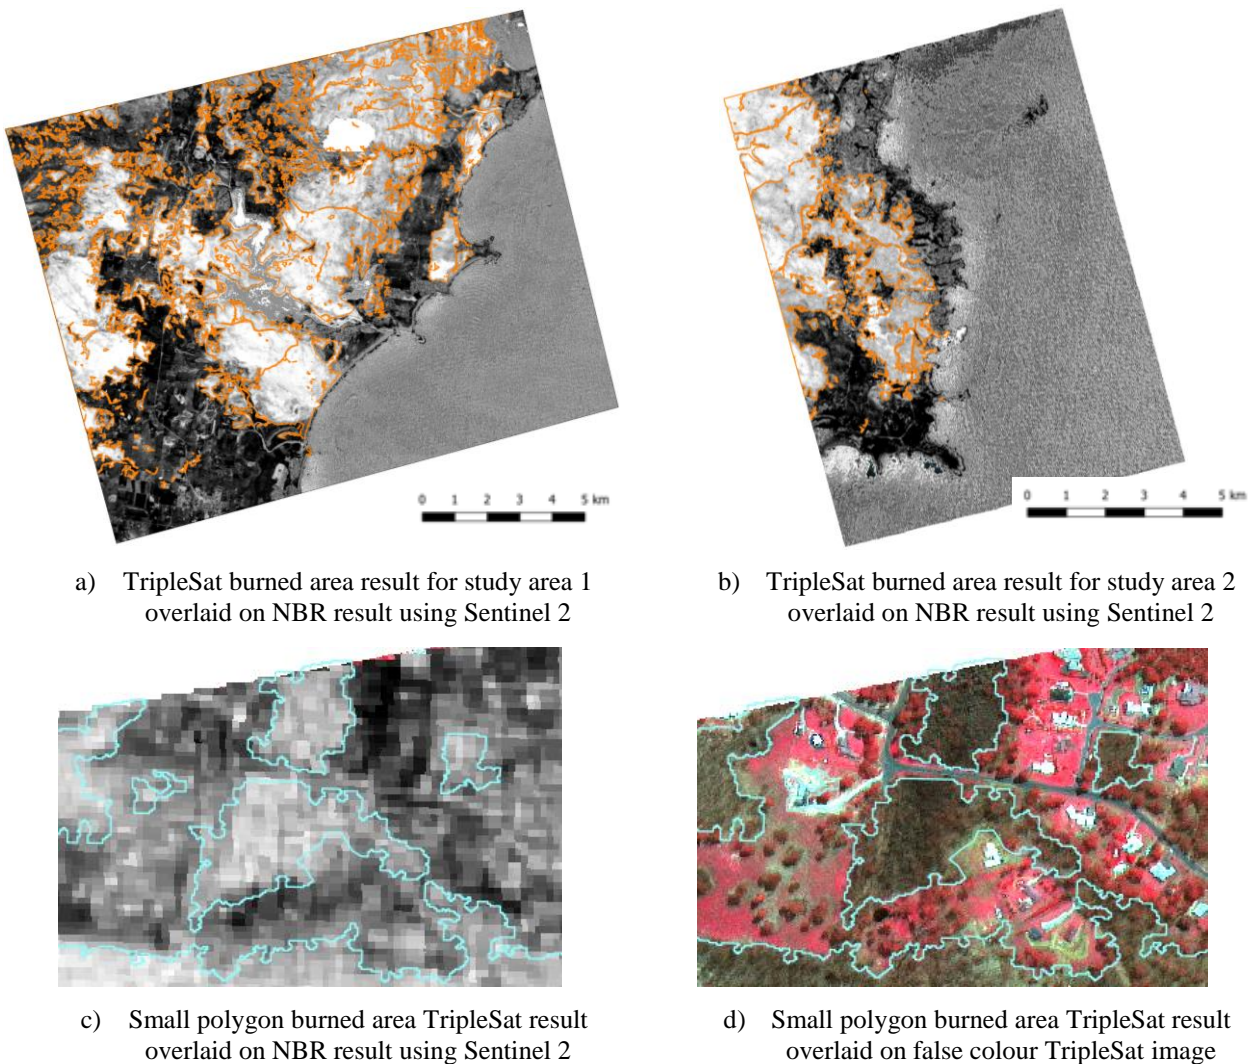 0 1 2 3 4 5 km
0 1 2 3 4 5 km
a) TripleSat burned area result for study area 1
overlaid on NBR result using Sentinel 2
b) TripleSat burned area result for study area 2
overlaid on NBR result using Sentinel 2
c) Small polygon burned area TripleSat result
overlaid on NBR result using Sentinel 2
d) Small polygon burned area TripleSat result
overlaid on false colour TripleSat image